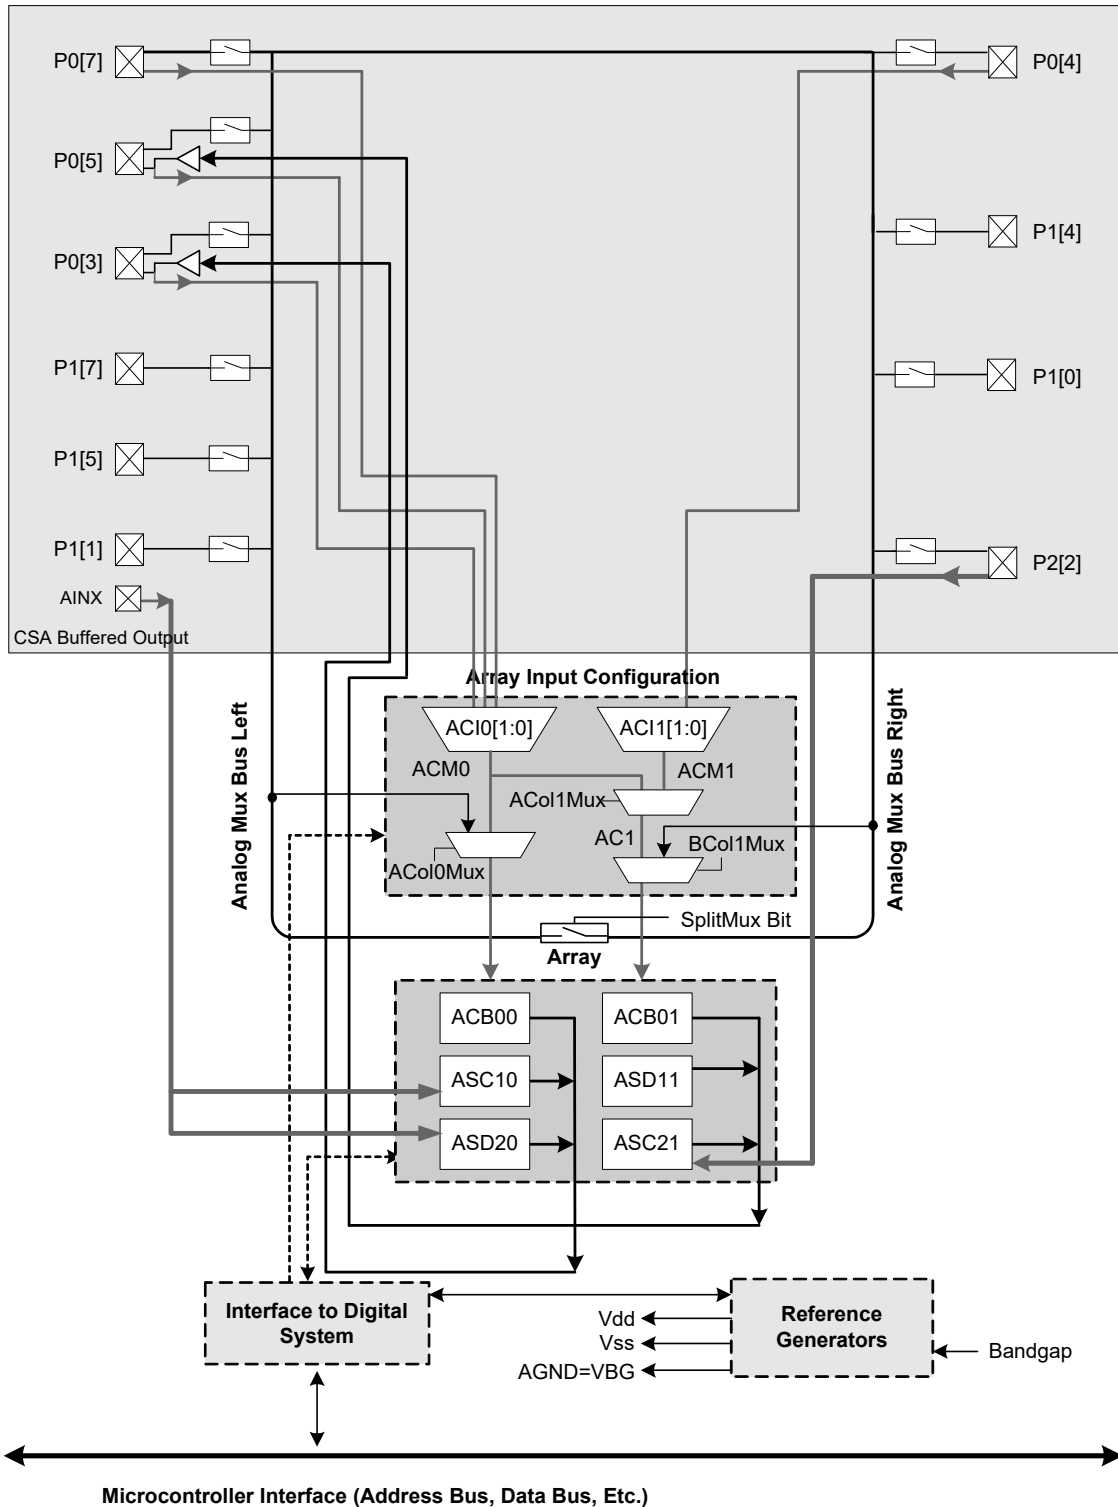 P0[7]
P0[4]
P0[5]
P1[4]
P0[3]
P1[7]
P1[0]
P1[5]
P1[1]
P2[2]
AINX
CSA Buffered Output
Array Input Configuration
Analog Mux Bus Left
Analog Mux Bus Right
ACI0[1:0]
ACI1[1:0]
ACM0
ACM1
ACol1Mux
AC1
BCol1Mux
ACol0Mux
SplitMux Bit
Array
ACB00
ACB01
ASC10
ASD11
ASD20
ASC21
Interface to Digital
System
Reference
Generators
Vdd
Vss
AGND=VBG
Bandgap
Microcontroller Interface (Address Bus, Data Bus, Etc.)